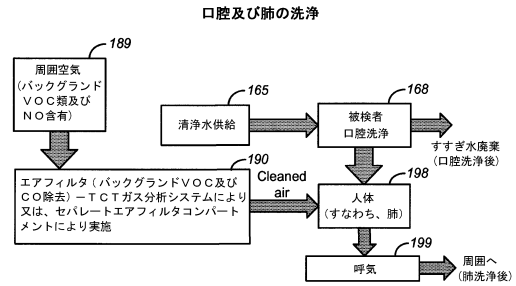 口腔及び肺の洗浄
189
周囲空気
(バックグランド
VOC類及び
NO含有)
165
清浄水供給
168
被検者
口腔洗浄
すすぎ水廃棄
(口腔洗浄後)
190
エアフィルタ(バックグランドVOC及び
CO除去)-TCTガス分析システムにより
又は、セパレートエアフィルタコンパート
メントにより実施
Cleaned
air
198
人体
(すなわち、肺)
199
呼気
周囲へ
(肺洗浄後)